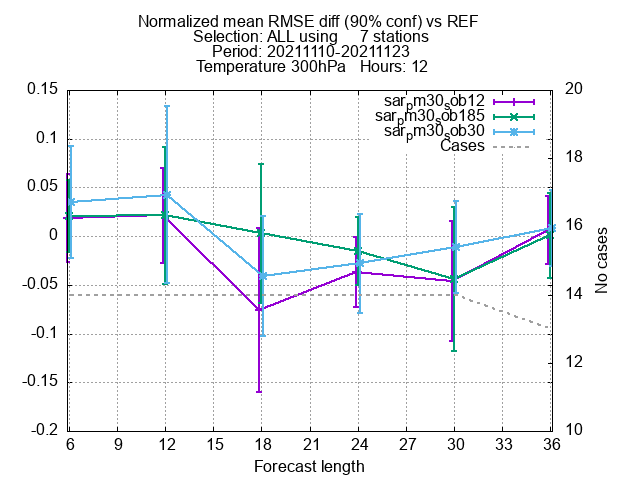 Normalized mean RMSE diff (90% conf) vs REF
Selection: ALL using 7 stations
Period: 20211110-20211123
Temperature 300hPa Hours: 12
0.15
0.1
0.05
0
-0.05
-0.1
-0.15
-0.2
20
18
16
14
12
10
No cases
sarpm30sob12
sarpm30sob185
sarpm30sob30
Cases
6 9 12 15 18 21 24 27 30 33 36
Forecast length